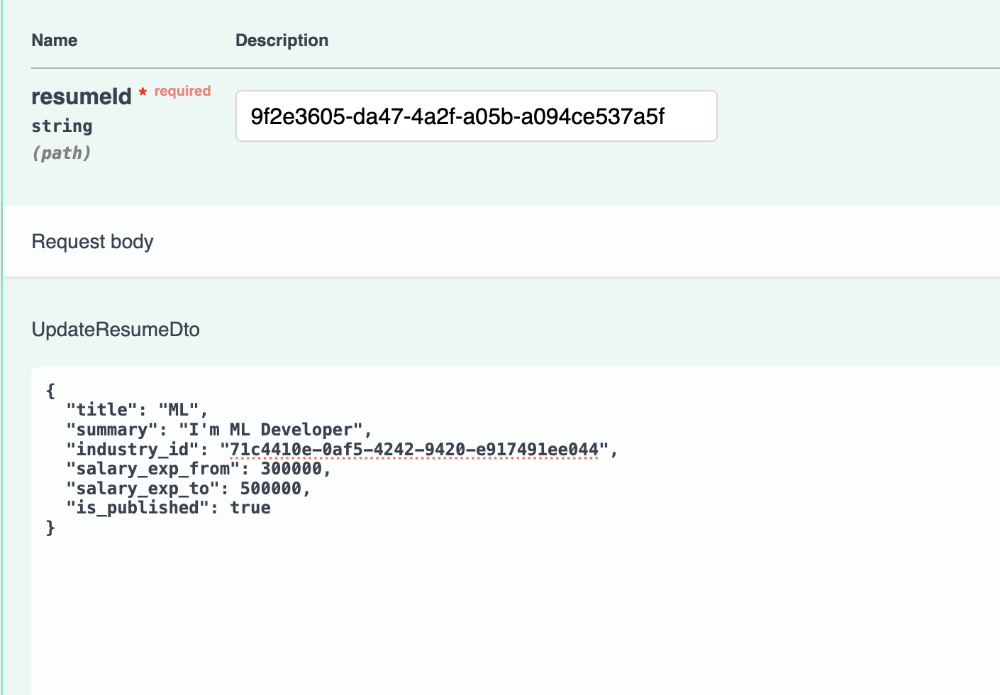 Name Description
resumeId * required
9f2e3605-da47-4a2f-a05b-a094ce537a5f
string
(path)
Request body
UpdateResumeDto
{
  "title": "ML",
  "summary": "I'm ML Developer",
  "industry_id": "71c4410e-0af5-4242-9420-e917491ee044",
  "salary_exp_from": 300000,
  "salary_exp_to": 500000,
  "is_published": true
}